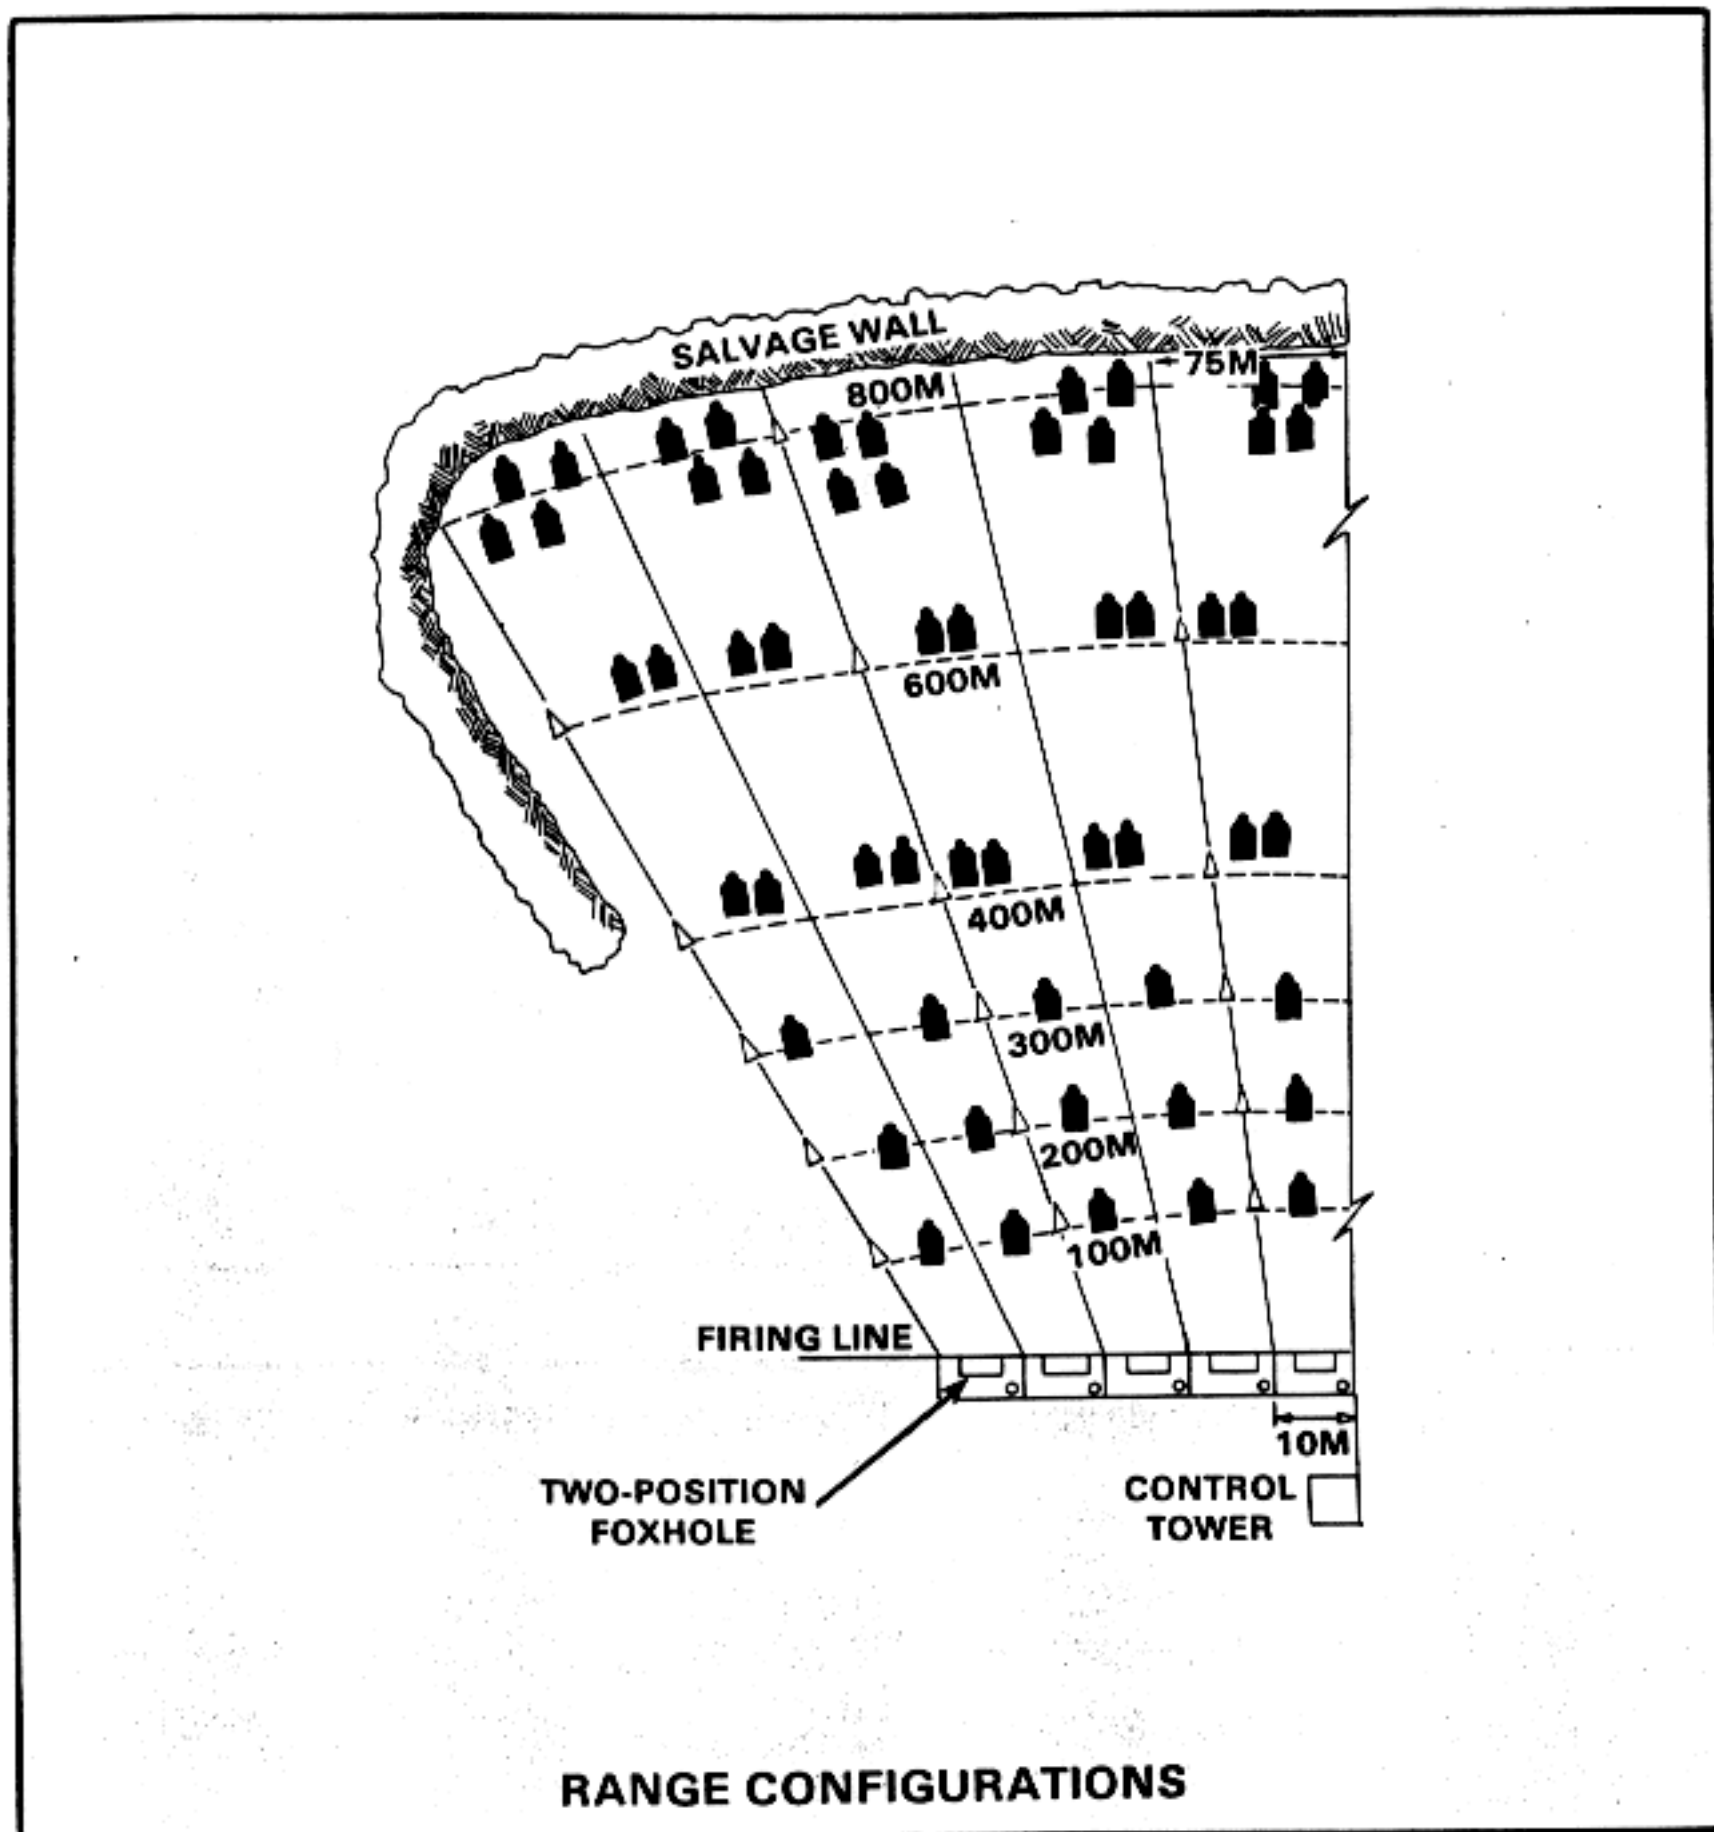 SALVAGE WALL
75M
800M
600M
400M
300M
200M
100M
FIRING LINE
10M
TWO-POSITION
FOXHOLE
CONTROL
TOWER
RANGE CONFIGURATIONS